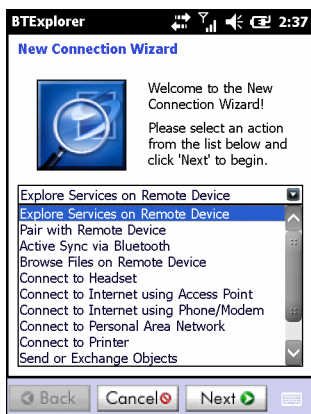 BTExplorer 2:37
New Connection Wizard
Welcome to the New
Connection Wizard!
Please select an action
from the list below and
click 'Next' to begin.
Explore Services on Remote Device
Explore Services on Remote Device
Pair with Remote Device
Active Sync via Bluetooth
Browse Files on Remote Device
Connect to Headset
Connect to Internet using Access Point
Connect to Internet using Phone/Modem
Connect to Personal Area Network
Connect to Printer
Send or Exchange Objects
Back Cancel Next